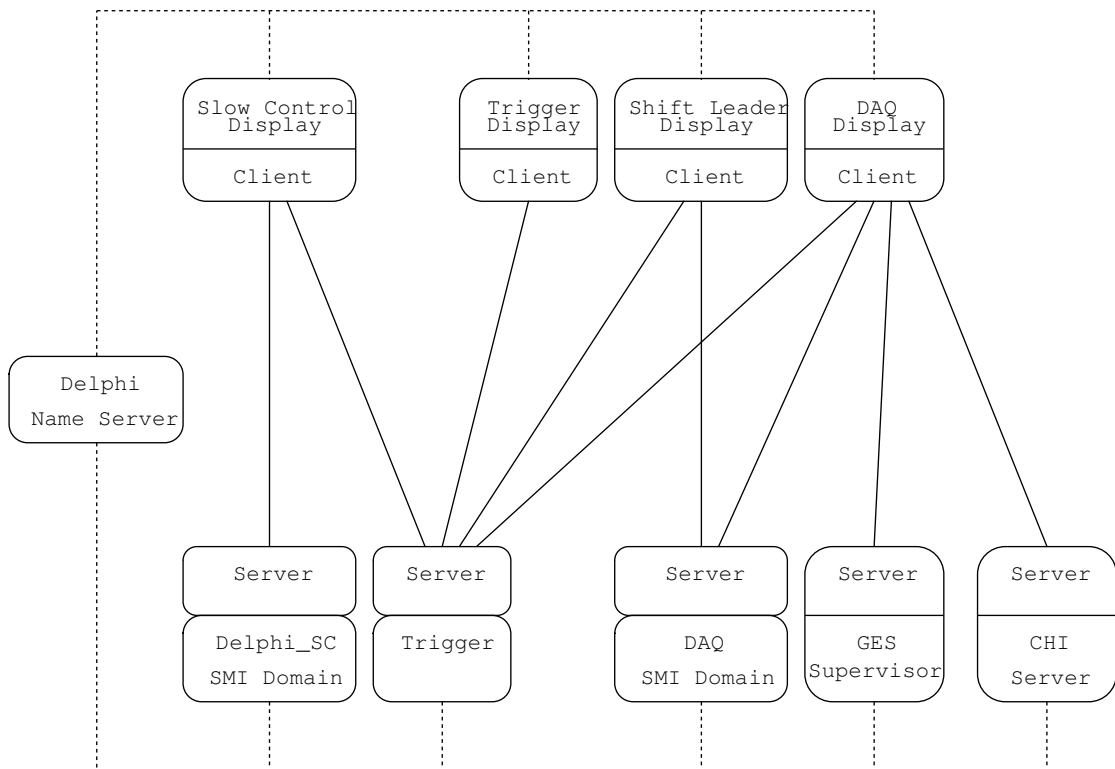 Slow Control
Display
Client
Trigger
Display
Client
Shift Leader
Display
Client
DAQ
Display
Client
Delphi
Name Server
Server
Delphi_SC
SMI Domain
Server
Trigger
Server
DAQ
SMI Domain
Server
GES
Supervisor
Server
CHI
Server